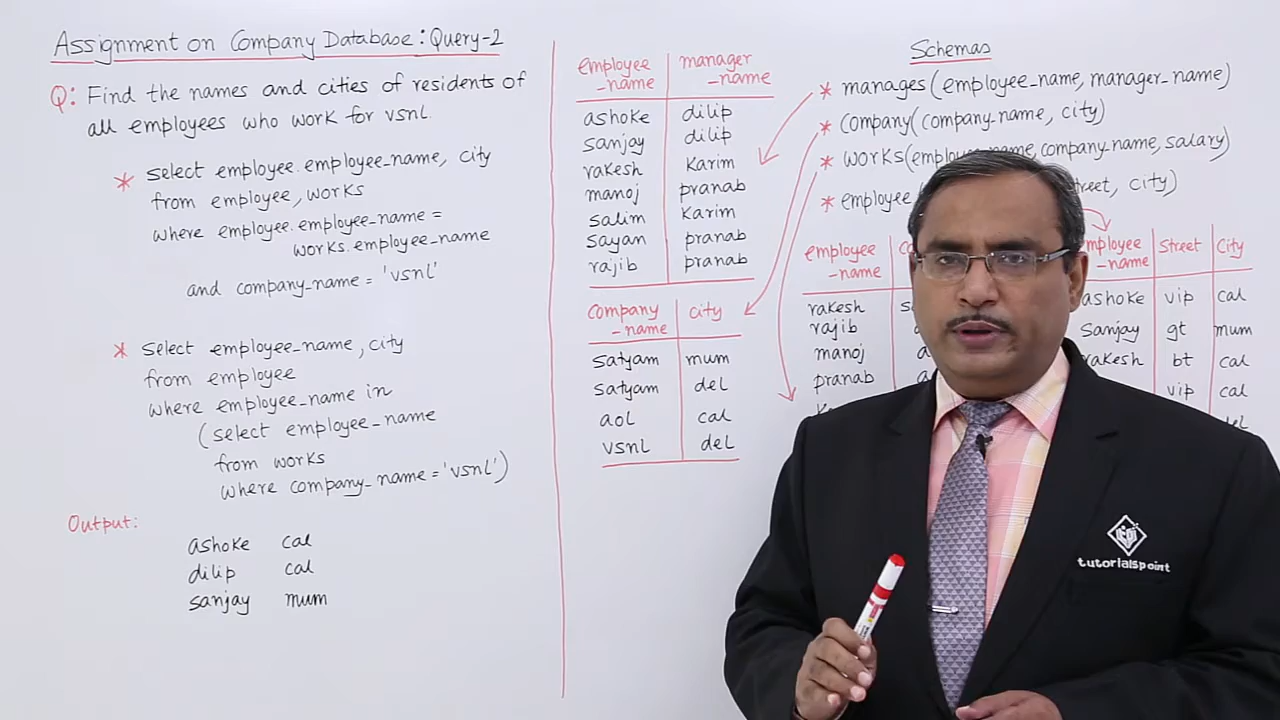 Assignment on Company Database: Query-2
Q: Find the names and cities of residents of
all employees who work for vsnl.
* select employee.employee_name, city
from employee, works
where employee.employee_name =
works.employee_name
and company_name = 'vsnl'
* select employee_name, city
from employee
where employee_name in
(select employee_name
from works
where company_name = 'vsnl')
Output:
ashoke cal
dilip cal
sanjay mum
employee_name manager_name
ashoke dilip
sanjay dilip
rakesh Karim
manoj pranab
salim Karim
sayan pranab
rajib pranab
company_name city
satyam mum
satyam del
aol cal
vsnl del
Schemas
* manages(employee_name, manager_name)
* company(company_name, city)
* works(employee_name, company_name, salary)
* employee street, city)
employee_name
rakesh
rajib
manoj
pranab
employee_name Street City
ashoke vip cal
Sanjay gt mum
rakesh bt cal
vip cal
del
tutorialspoint